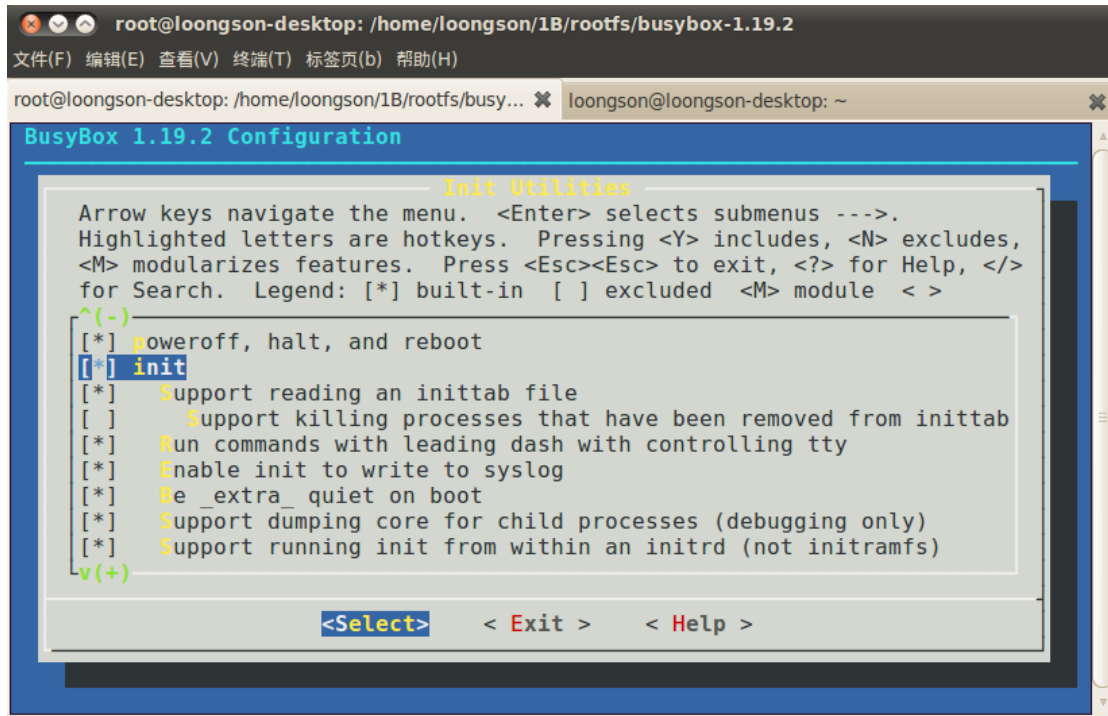 root@loongson-desktop: /home/loongson/1B/rootfs/busybox-1.19.2
文件(F) 编辑(E) 查看(V) 终端(T) 标签页(b) 帮助(H)
root@loongson-desktop: /home/loongson/1B/rootfs/busy... loongson@loongson-desktop: ~
BusyBox 1.19.2 Configuration
Init Utilities
Arrow keys navigate the menu. <Enter> selects submenus --->.
Highlighted letters are hotkeys. Pressing <Y> includes, <N> excludes,
<M> modularizes features. Press <Esc><Esc> to exit, <?> for Help, </>
for Search. Legend: [*] built-in [ ] excluded <M> module < >
^(-)
[*] poweroff, halt, and reboot
[*] init
[*] Support reading an inittab file
[ ] Support killing processes that have been removed from inittab
[*] Run commands with leading dash with controlling tty
[*] Enable init to write to syslog
[*] Be _extra_ quiet on boot
[*] Support dumping core for child processes (debugging only)
[*] Support running init from within an initrd (not initramfs)
v(+)
<Select> < Exit > < Help >